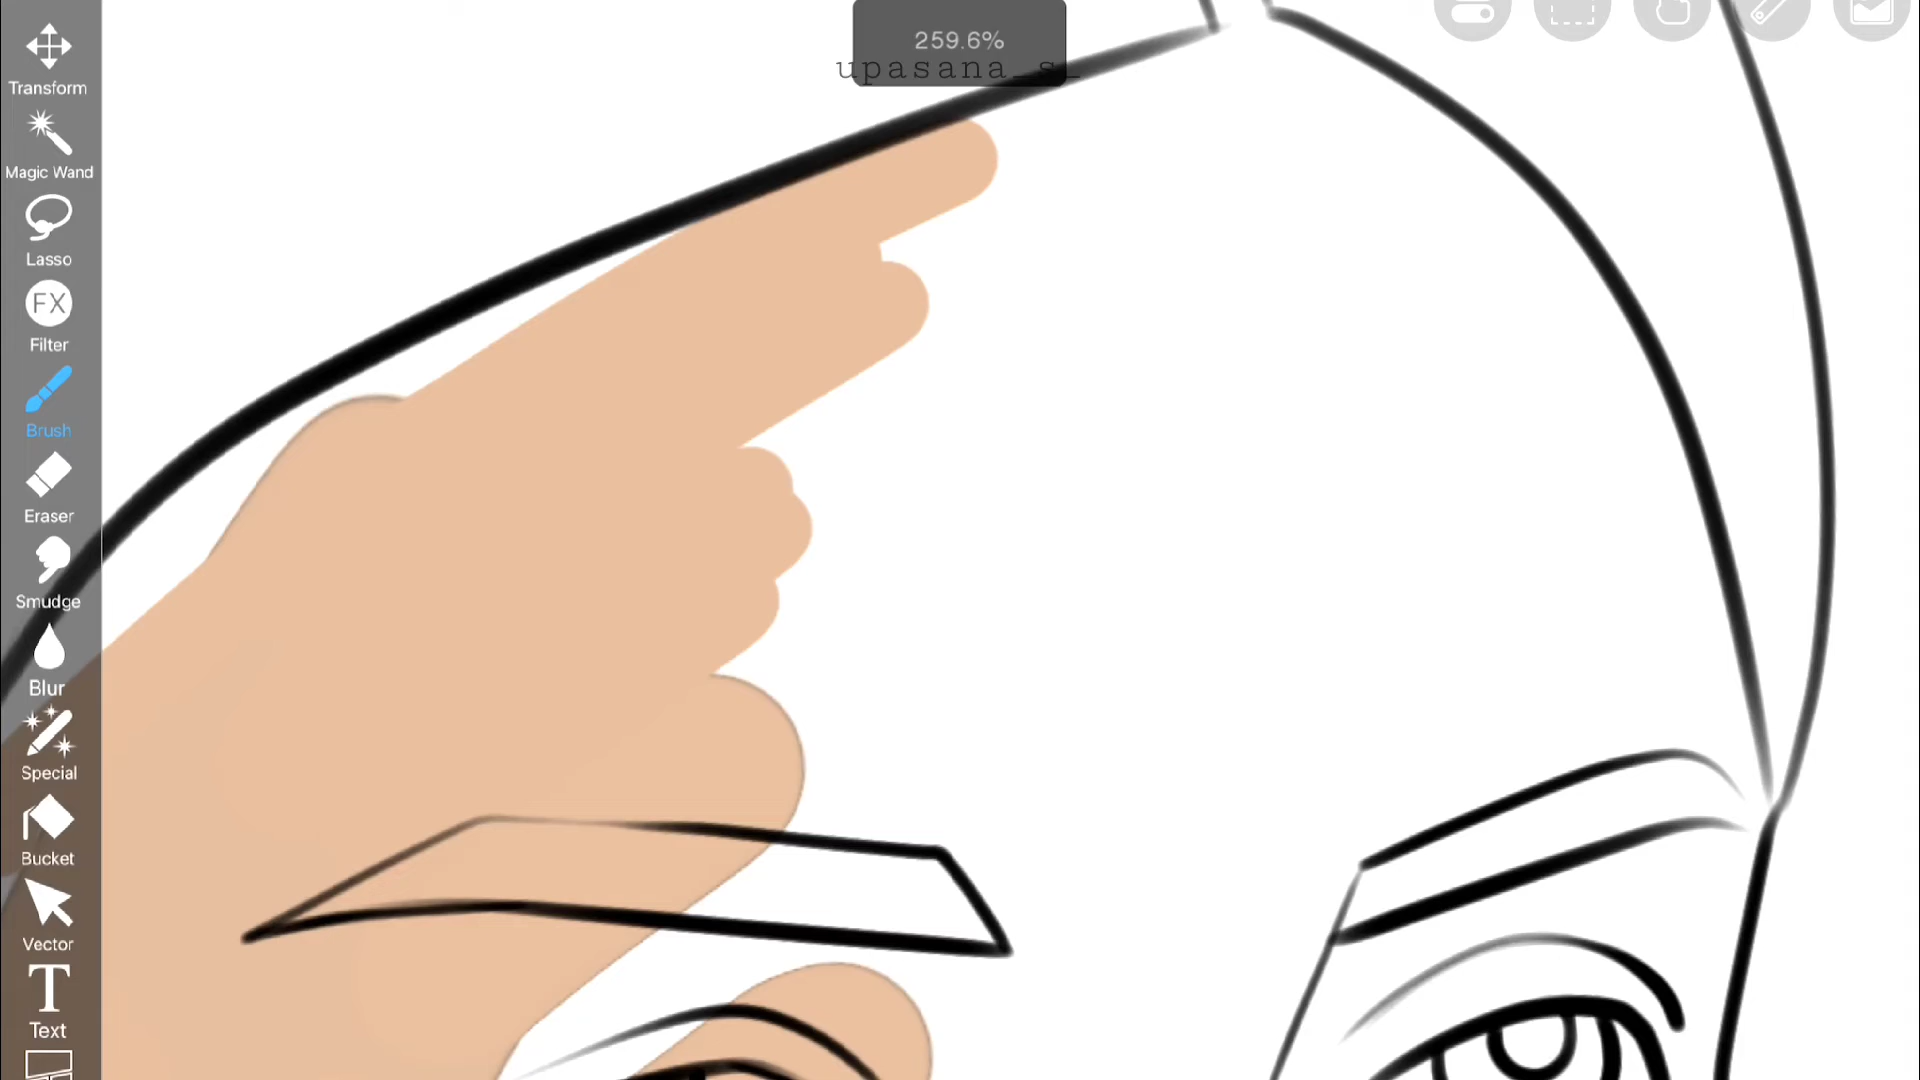 259.6%
upasana_s
Transform
Magic Wand
Lasso
FX
Filter
Brush
Eraser
Smudge
Blur
Special
Bucket
Vector
T
Text